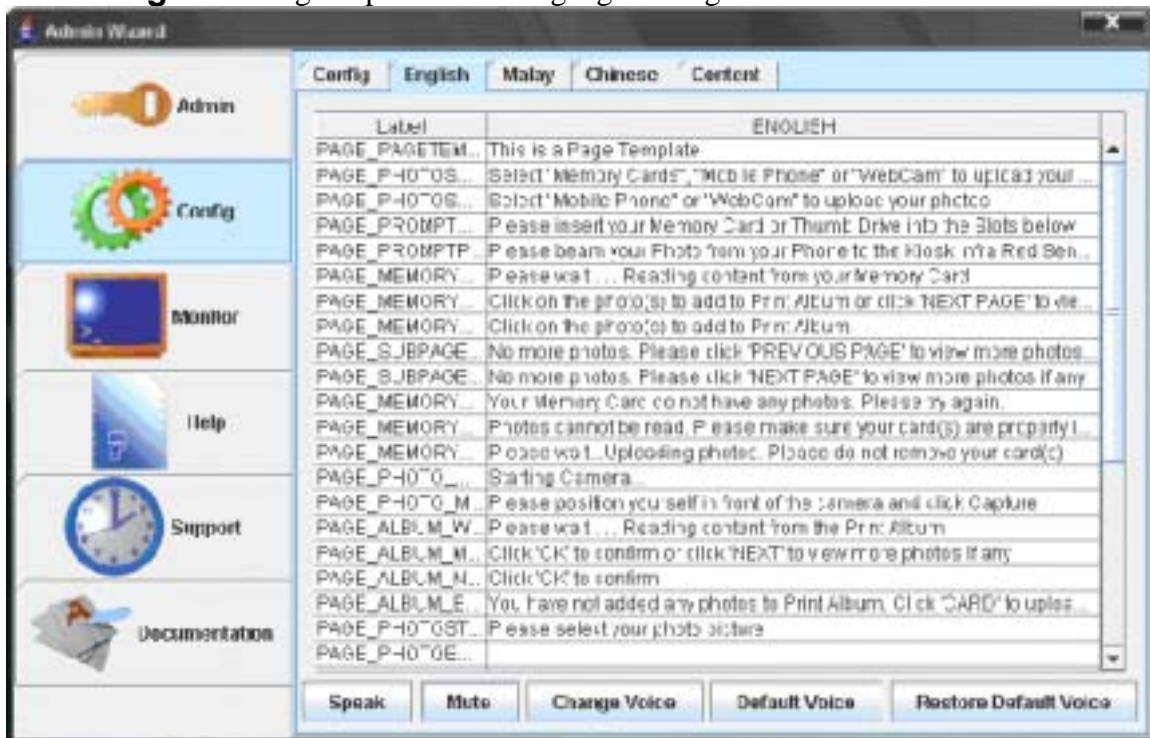 Admin Wizard
Admin
Config
Monitor
Help
Support
Documentation
Config English Malay Chinese Content
Label ENGLISH
PAGE_PAGETEM... This is a Page Template
PAGE_PHOTOS... Select "Memory Cards", "Mobile Phone" or "WebCam" to upload your ...
PAGE_PHOTOS... Select "Mobile Phone" or "WebCam" to upload your photos
PAGE_PROMPT... Please insert your Memory Card or Thumb Drive into the Slots below
PAGE_PROMPTP... Please beam your Photo from your Phone to the Kiosk Infra Red Sen...
PAGE_MEMORY... Please wait .... Reading content from your Memory Card
PAGE_MEMORY... Click on the photo(s) to add to Print Album or click 'NEXT PAGE' to vie...
PAGE_MEMORY... Click on the photo(s) to add to Print Album
PAGE_SUBPAGE... No more photos. Please click 'PREVIOUS PAGE' to view more photos...
PAGE_SUBPAGE... No more photos. Please click 'NEXT PAGE' to view more photos if any
PAGE_MEMORY... Your Memory Card do not have any photos. Please try again.
PAGE_MEMORY... Photos cannot be read. Please make sure your card(s) are properly i...
PAGE_MEMORY... Please wait...Uploading photos. Please do not remove your card(s)
PAGE_PHOTO_... Starting Camera...
PAGE_PHOTO_M... Please position yourself in front of the camera and click Capture
PAGE_ALBUM_W... Please wait .... Reading content from the Print Album
PAGE_ALBUM_M... Click 'OK' to confirm or click 'NEXT' to view more photos if any
PAGE_ALBUM_N... Click 'OK' to confirm
PAGE_ALBUM_E... You have not added any photos to Print Album. Click 'CARD' to uploa...
PAGE_PHOTOST... Please select your photo picture
PAGE_PHOTOE...
Speak Mute Change Voice Default Voice Restore Default Voice